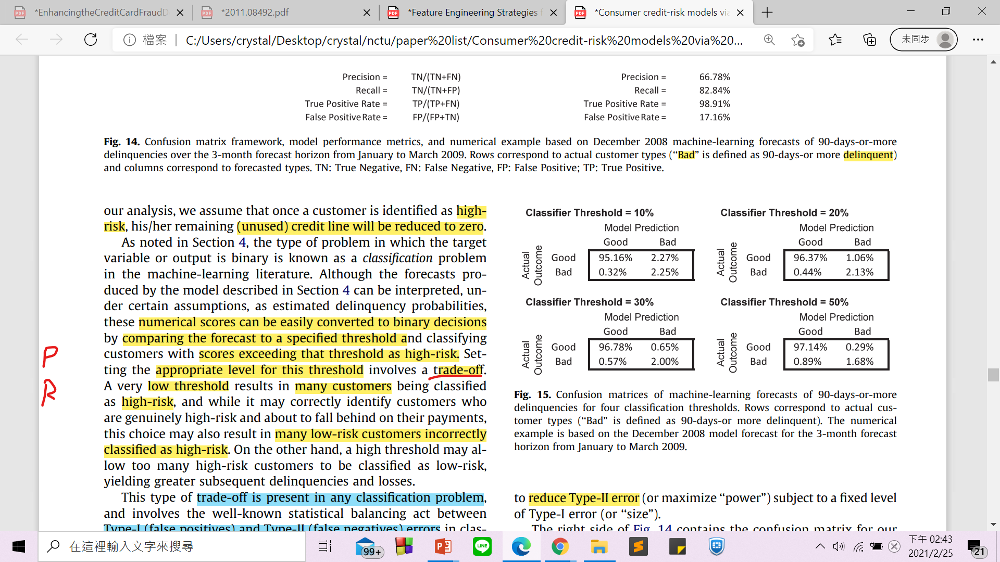 *EnhancingtheCreditCardFraudD
*2011.08492.pdf
*Feature Engineering Strategies f
*Consumer credit-risk models via
檔案
C:/Users/crystal/Desktop/crystal/nctu/paper%20list/Consumer%20credit-risk%20models%20via%20...
未同步
Precision = TN/(TN+FN)
Recall = TN/(TN+FP)
True Positive Rate = TP/(TP+FN)
False Positive Rate = FP/(FP+TN)
Precision = 66.78%
Recall = 82.84%
True Positive Rate = 98.91%
False Positive Rate = 17.16%
Fig. 14. Confusion matrix framework, model performance metrics, and numerical example based on December 2008 machine-learning forecasts of 90-days-or-more
delinquencies over the 3-month forecast horizon from January to March 2009. Rows correspond to actual customer types (“Bad” is defined as 90-days-or more delinquent)
and columns correspond to forecasted types. TN: True Negative, FN: False Negative, FP: False Positive; TP: True Positive.
our analysis, we assume that once a customer is identified as high-
risk, his/her remaining (unused) credit line will be reduced to zero.
As noted in Section 4, the type of problem in which the target
variable or output is binary is known as a classification problem
in the machine-learning literature. Although the forecasts pro-
duced by the model described in Section 4 can be interpreted, un-
der certain assumptions, as estimated delinquency probabilities,
these numerical scores can be easily converted to binary decisions
by comparing the forecast to a specified threshold and classifying
customers with scores exceeding that threshold as high-risk. Set-
ting the appropriate level for this threshold involves a trade-off.
A very low threshold results in many customers being classified
as high-risk, and while it may correctly identify customers who
are genuinely high-risk and about to fall behind on their payments,
this choice may also result in many low-risk customers incorrectly
classified as high-risk. On the other hand, a high threshold may al-
low too many high-risk customers to be classified as low-risk,
yielding greater subsequent delinquencies and losses.
This type of trade-off is present in any classification problem,
and involves the well-known statistical balancing act between
Type-I (false positives) and Type-II (false negatives) errors in clas-
P
R
Classifier Threshold = 10%
Model Prediction
Good Bad
Actual
Outcome
Good 95.16% 2.27%
Bad 0.32% 2.25%
Classifier Threshold = 20%
Model Prediction
Good Bad
Actual
Outcome
Good 96.37% 1.06%
Bad 0.44% 2.13%
Classifier Threshold = 30%
Model Prediction
Good Bad
Actual
Outcome
Good 96.78% 0.65%
Bad 0.57% 2.00%
Classifier Threshold = 50%
Model Prediction
Good Bad
Actual
Outcome
Good 97.14% 0.29%
Bad 0.89% 1.68%
Fig. 15. Confusion matrices of machine-learning forecasts of 90-days-or-more
delinquencies for four classification thresholds. Rows correspond to actual cus-
tomer types (“Bad” is defined as 90-days-or more delinquent). The numerical
example is based on the December 2008 model forecast for the 3-month forecast
horizon from January to March 2009.
to reduce Type-II error (or maximize “power”) subject to a fixed level
of Type-I error (or “size”).
The right side of Fig. 14 contains the confusion matrix for our
在這裡輸入文字來搜尋
99+
LINE
下午 02:43
2021/2/25
21